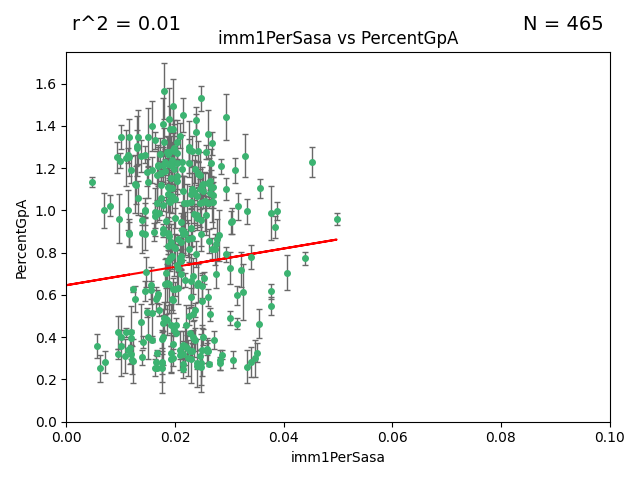 r^2 = 0.01
N = 465
imm1PerSasa vs PercentGpA
PercentGpA
1.6
1.4
1.2
1.0
0.8
0.6
0.4
0.2
0.0
0.00 0.02 0.04 0.06 0.08 0.10
imm1PerSasa